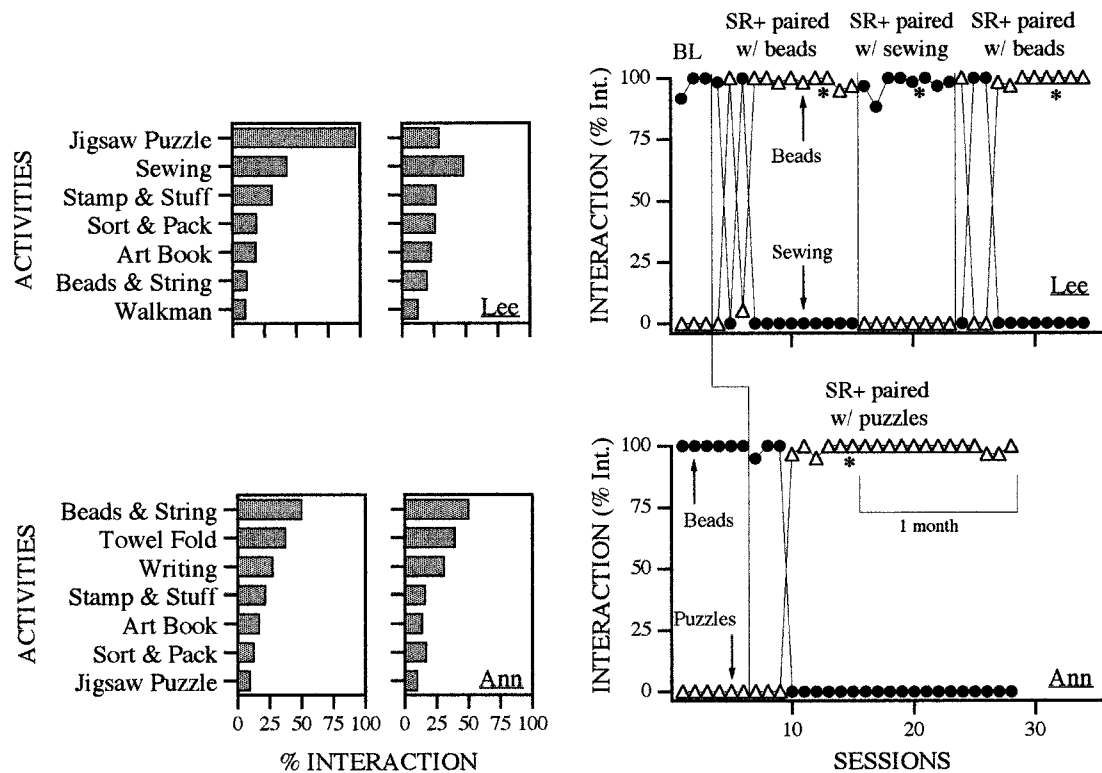 SR+ paired
w/ beads
SR+ paired
w/ sewing
SR+ paired
w/ beads
BL
ACTIVITIES
Jigsaw Puzzle
Sewing
Stamp & Stuff
Sort & Pack
Art Book
Beads & String
Walkman
Lee
INTERACTION (% Int.)
100
75
50
25
0
*
*
*
Beads
Sewing
Lee
ACTIVITIES
Beads & String
Towel Fold
Writing
Stamp & Stuff
Art Book
Sort & Pack
Jigsaw Puzzle
Ann
0 25 50 75 100
0 25 50 75 100
% INTERACTION
SR+ paired
w/ puzzles
INTERACTION (% Int.)
100
75
50
25
0
*
Beads
1 month
Puzzles
Ann
10 20 30
SESSIONS